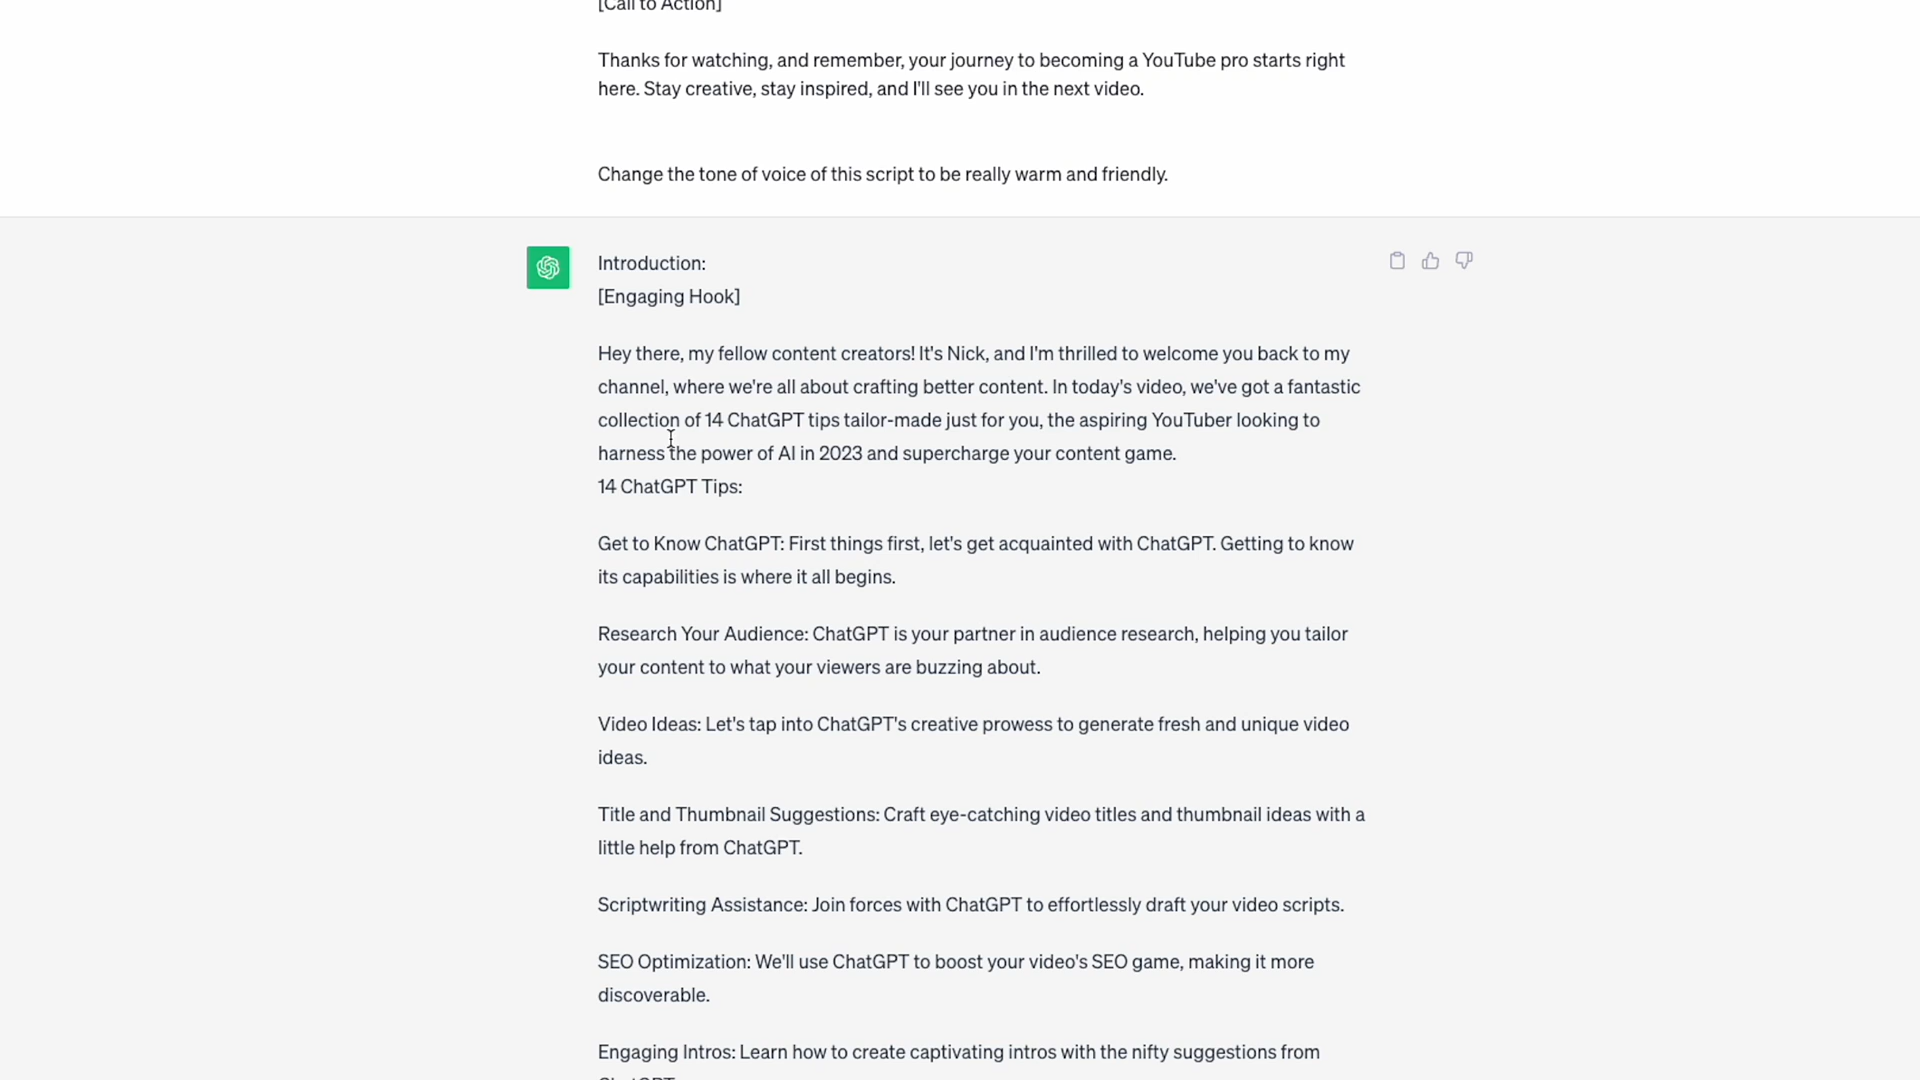 [Call to Action]
Thanks for watching, and remember, your journey to becoming a YouTube pro starts right
here. Stay creative, stay inspired, and I'll see you in the next video.
Change the tone of voice of this script to be really warm and friendly.
Introduction:
[Engaging Hook]
Hey there, my fellow content creators! It's Nick, and I'm thrilled to welcome you back to my
channel, where we're all about crafting better content. In today's video, we've got a fantastic
collection of 14 ChatGPT tips tailor-made just for you, the aspiring YouTuber looking to
harness the power of AI in 2023 and supercharge your content game.
14 ChatGPT Tips:
Get to Know ChatGPT: First things first, let's get acquainted with ChatGPT. Getting to know
its capabilities is where it all begins.
Research Your Audience: ChatGPT is your partner in audience research, helping you tailor
your content to what your viewers are buzzing about.
Video Ideas: Let's tap into ChatGPT's creative prowess to generate fresh and unique video
ideas.
Title and Thumbnail Suggestions: Craft eye-catching video titles and thumbnail ideas with a
little help from ChatGPT.
Scriptwriting Assistance: Join forces with ChatGPT to effortlessly draft your video scripts.
SEO Optimization: We'll use ChatGPT to boost your video's SEO game, making it more
discoverable.
Engaging Intros: Learn how to create captivating intros with the nifty suggestions from